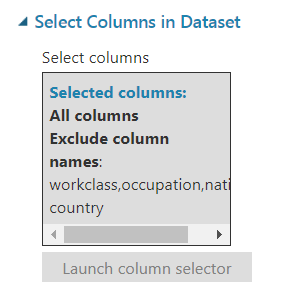 Select Columns in Dataset
Select columns
Selected columns:
All columns
Exclude column
names:
workclass,occupation,nati
country
Launch column selector